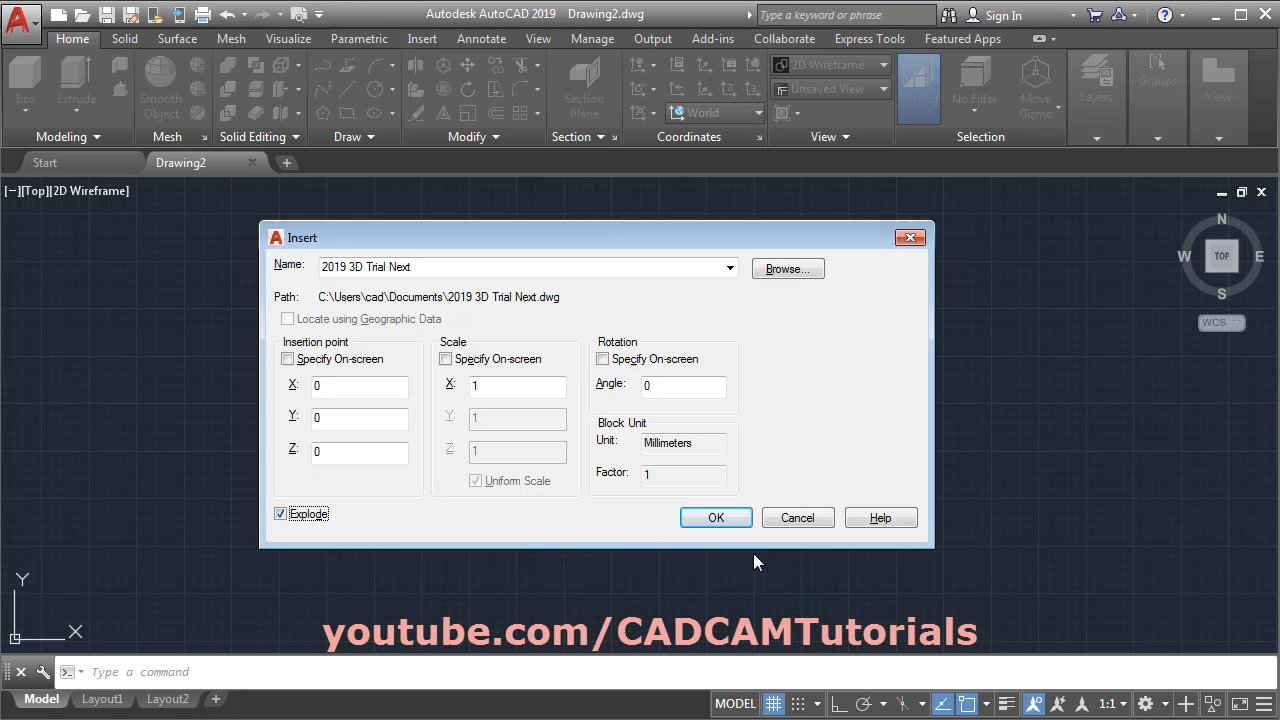 Autodesk AutoCAD 2019 Drawing2.dwg
Type a keyword or phrase
Sign In
Home Solid Surface Mesh Visualize Parametric Insert Annotate View Manage Output Add-ins Collaborate Express Tools Featured Apps
Box
Extrude
Smooth
Object
Section
Plane
World
2D Wireframe
Unsaved View
No Filter
Move
Gizmo
Layers
Groups
View
Modeling Mesh Solid Editing Draw Modify Section Coordinates View Selection
Start Drawing2
[−][Top][2D Wireframe]
N
W TOP E
S
WCS
Insert
Name: 2019 3D Trial Next Browse...
Path: C:\Users\cad\Documents\2019 3D Trial Next.dwg
Locate using Geographic Data
Insertion point
Specify On-screen
X: 0
Y: 0
Z: 0
Scale
Specify On-screen
X: 1
Y: 1
Z: 1
Uniform Scale
Rotation
Specify On-screen
Angle: 0
Block Unit
Unit: Millimeters
Factor: 1
Explode
OK Cancel Help
Y
X
youtube.com/CADCAMTutorials
Type a command
Model Layout1 Layout2
MODEL 1:1